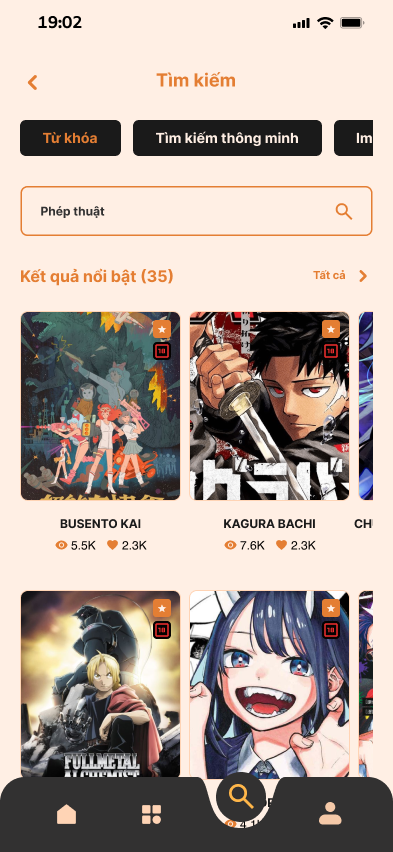 19:02
Tìm kiếm
Từ khóa
Tìm kiếm thông minh
Im
Phép thuật
Kết quả nổi bật (35)
Tất cả
18
18
BUSENTO KAI
KAGURA BACHI
CHU
5.5K
2.3K
7.6K
2.3K
18
18
FULLMETAL
ALCHEMIST